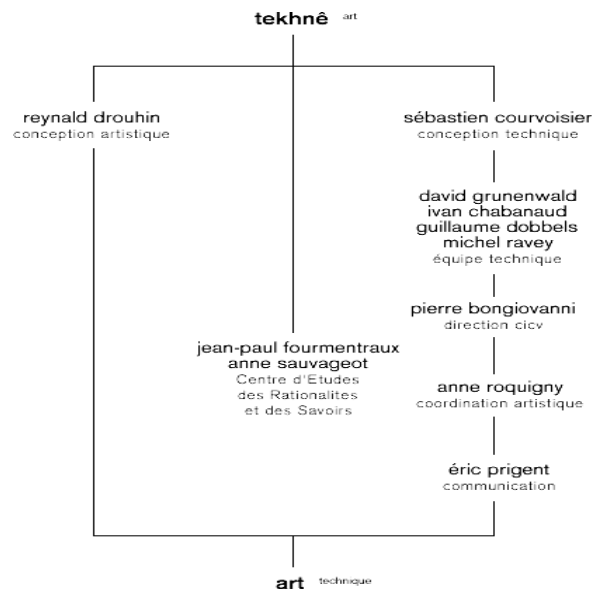 tekhnê art
reynald drouhin
conception artistique
sébastien courvoisier
conception technique
david grunenwald
ivan chabanaud
guillaume dobbels
michel ravey
équipe technique
pierre bongiovanni
direction cicv
jean-paul fourmentraux
anne sauvageot
Centre d'Etudes
des Rationalites
et des Savoirs
anne roquigny
coordination artistique
éric prigent
communication
art technique